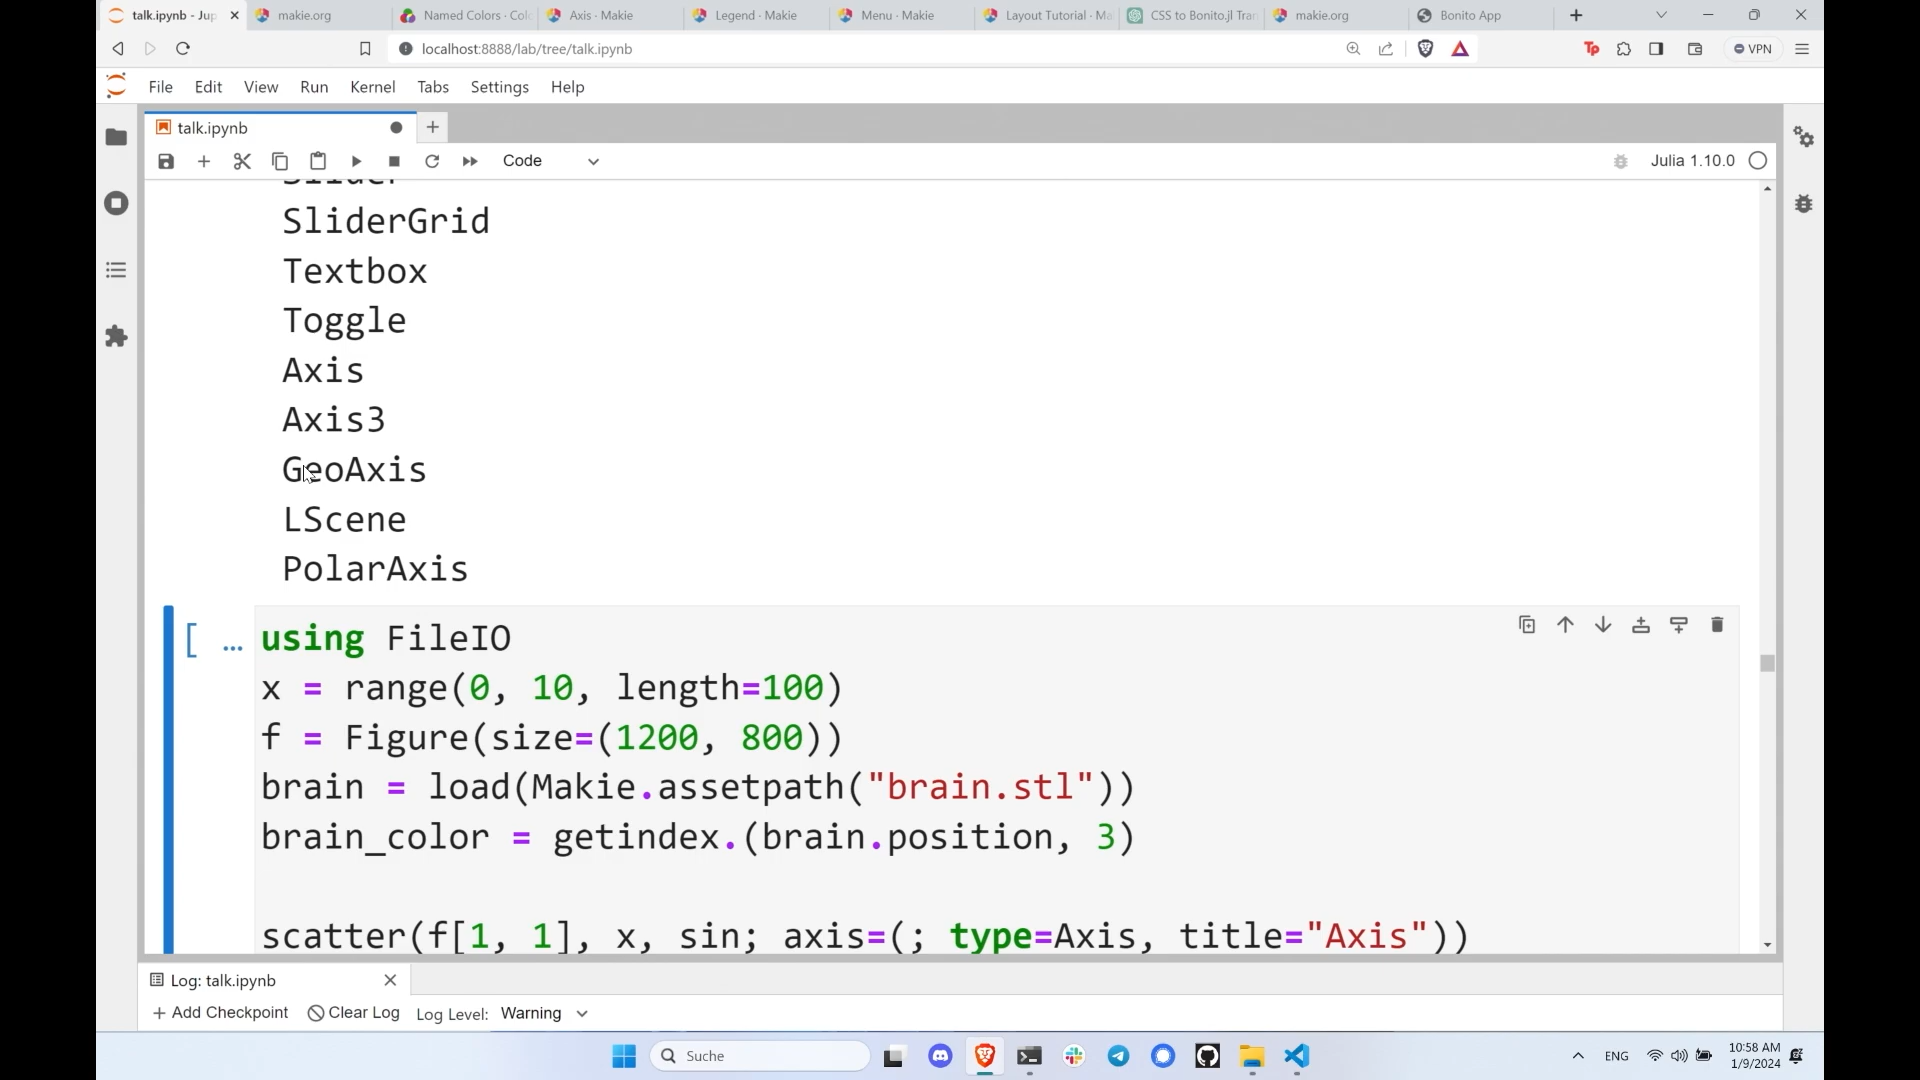 talk.ipynb - Jup
makie.org
Named Colors · Col
Axis · Makie
Legend · Makie
Menu · Makie
Layout Tutorial · Ma
CSS to Bonito.jl Tran
makie.org
Bonito App
localhost:8888/lab/tree/talk.ipynb
Tp
VPN
File Edit View Run Kernel Tabs Settings Help
talk.ipynb
Code
Julia 1.10.0
Slider
SliderGrid
Textbox
Toggle
Axis
Axis3
GeoAxis
LScene
PolarAxis
[ … using FileIO
x = range(0, 10, length=100)
f = Figure(size=(1200, 800))
brain = load(Makie.assetpath("brain.stl"))
brain_color = getindex.(brain.position, 3)
scatter(f[1, 1], x, sin; axis=(; type=Axis, title="Axis"))
Log: talk.ipynb
Add Checkpoint Clear Log Log Level: Warning
Suche
ENG
10:58 AM
1/9/2024